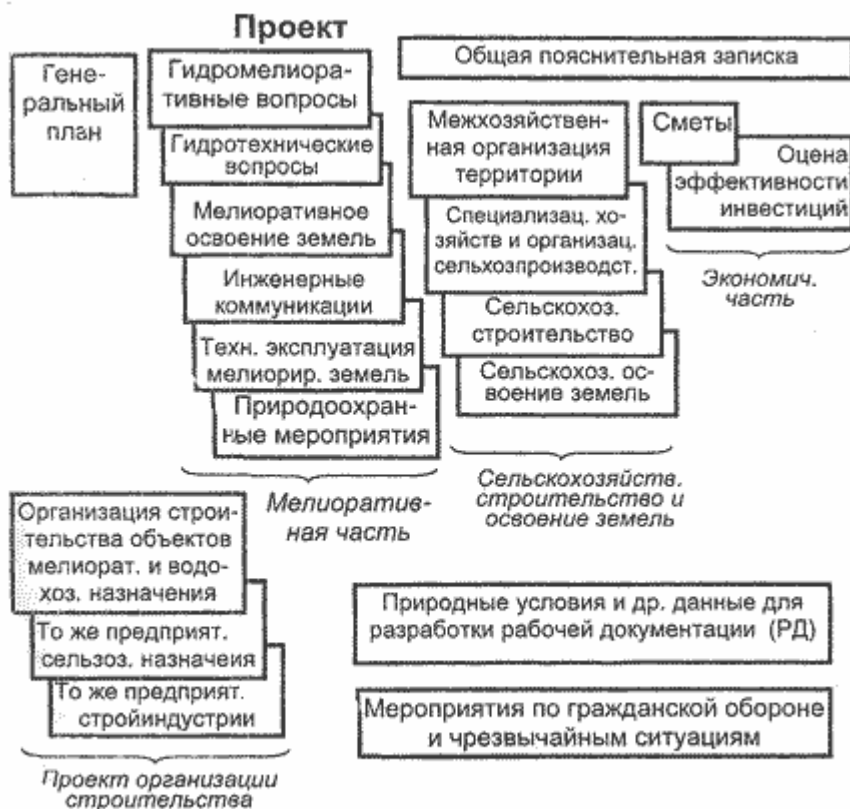 Проект
Общая пояснительная записка
Гене-
ральный
план
Гидромелиора-
тивные вопросы
Гидротехнические
вопросы
Мелиоративное
освоение земель
Инженерные
коммуникации
Техн. эксплуатация
мелиорир. земель
Природоохран-
ные мероприятия
Мелиоратив-
ная часть
Межхозяйствен-
ная организация
территории
Специализац. хо-
зяйств и организац.
сельхозпроизводст.
Сельскохоз.
строительство
Сельскохоз. ос-
воение земель
Сельскохозяйств.
строительство и
освоение земель
Сметы
Оцена
эффективности
инвестиций
Экономич.
часть
Организация строи-
тельства объектов
мелиорат. и водо-
хоз. назначения
То же предприят.
сельзоз. назначеия
То же предприят.
стройиндустрии
Проект организации
строительства
Природные условия и др. данные для
разработки рабочей документации (РД)
Мероприятия по гражданской обороне
и чрезвычайным ситуациям